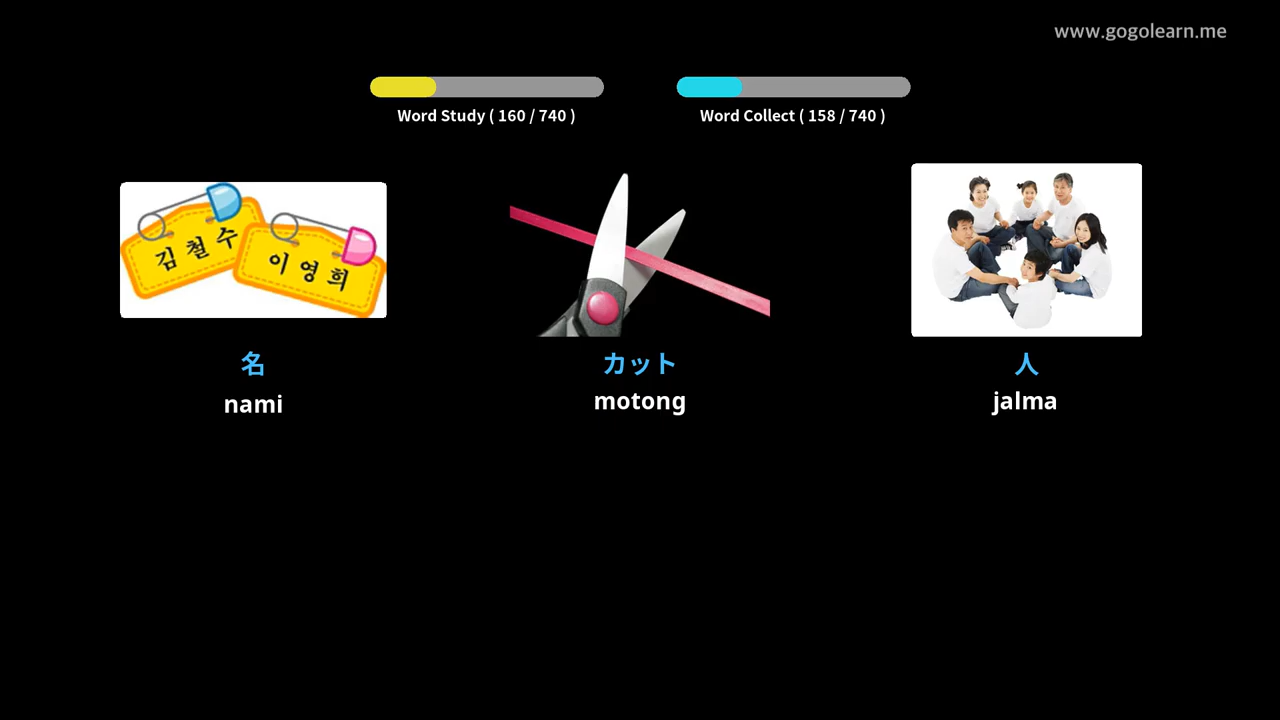 www.gogolearn.me
Word Study ( 160 / 740 )
Word Collect ( 158 / 740 )
김철수
이영희
名
カット
人
nami
motong
jalma